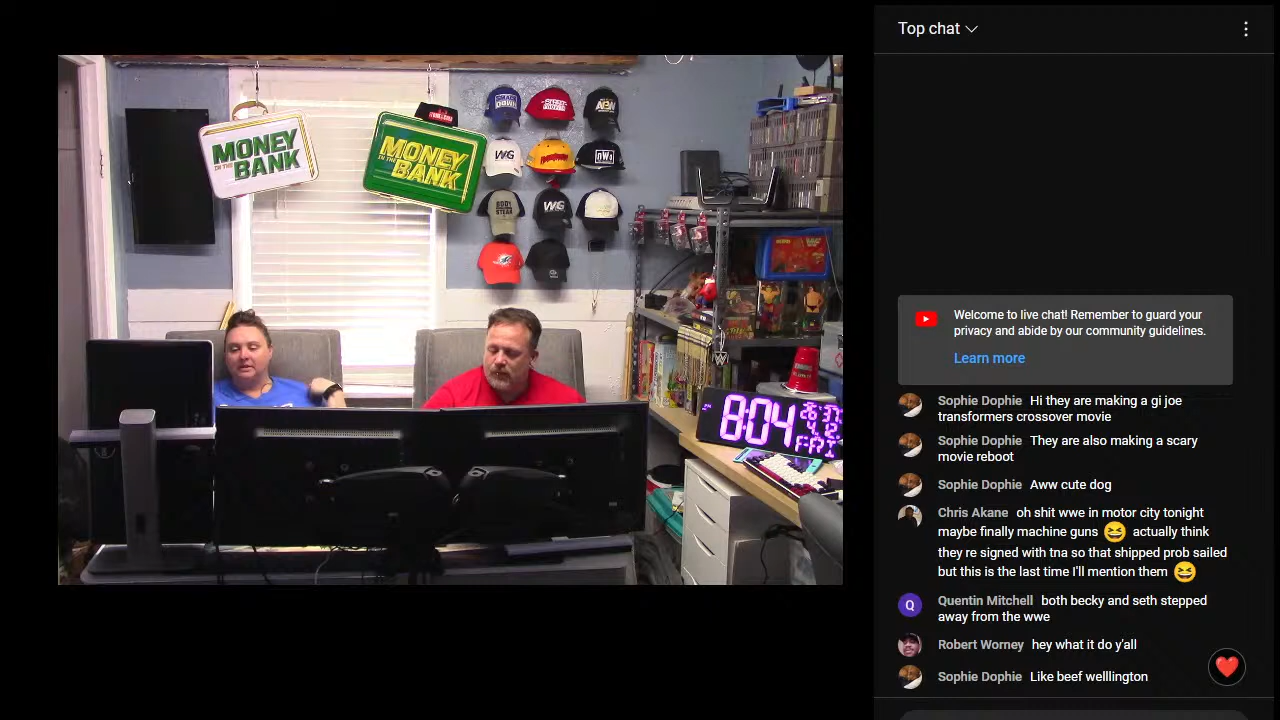 Top chat
MONEY
IN THE
BANK
MONEY
IN THE
BANK
WG
nWo
WG
8:04
FRI
Welcome to live chat! Remember to guard your
privacy and abide by our community guidelines.
Learn more
Sophie Dophie Hi they are making a gi joe
transformers crossover movie
Sophie Dophie They are also making a scary
movie reboot
Sophie Dophie Aww cute dog
Chris Akane oh shit wwe in motor city tonight
maybe finally machine guns 😆 actually think
they re signed with tna so that shipped prob sailed
but this is the last time I'll mention them 😆
Q
Quentin Mitchell both becky and seth stepped
away from the wwe
Robert Worney hey what it do y'all
Sophie Dophie Like beef welllington